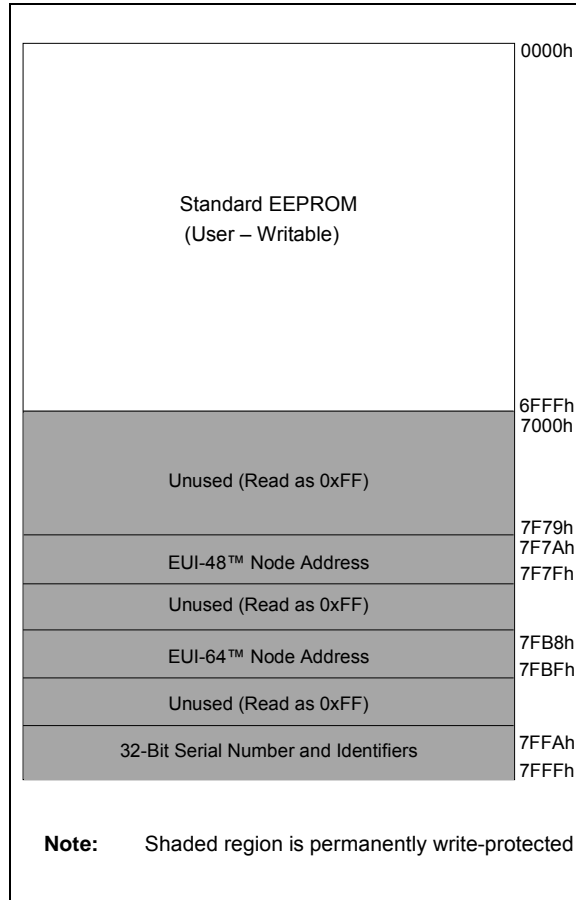 0000h
Standard EEPROM
(User – Writable)
6FFFh
7000h
Unused (Read as 0xFF)
7F79h
7F7Ah
EUI-48™ Node Address
7F7Fh
Unused (Read as 0xFF)
7FB8h
EUI-64™ Node Address
7FBFh
Unused (Read as 0xFF)
7FFAh
32-Bit Serial Number and Identifiers
7FFFh
Note: Shaded region is permanently write-protected